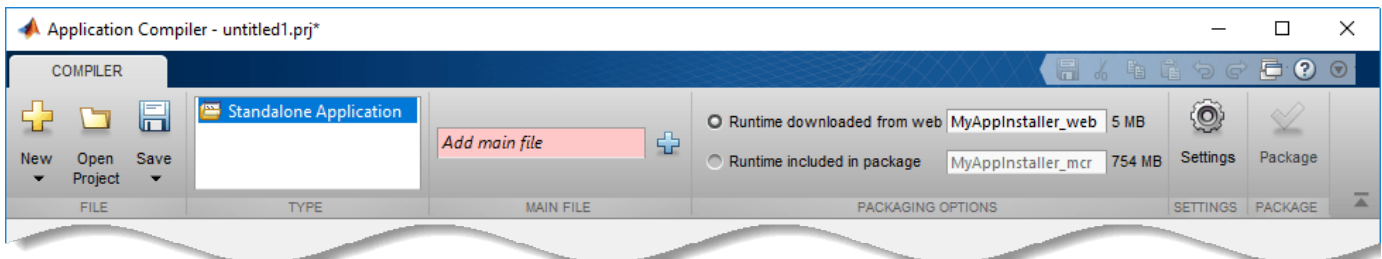 Application Compiler - untitled1.prj*
COMPILER
New
Open
Project
Save
Standalone Application
Add main file
Runtime downloaded from web MyAppInstaller_web 5 MB
Runtime included in package MyAppInstaller_mcr 754 MB
Settings
Package
FILE TYPE MAIN FILE PACKAGING OPTIONS SETTINGS PACKAGE